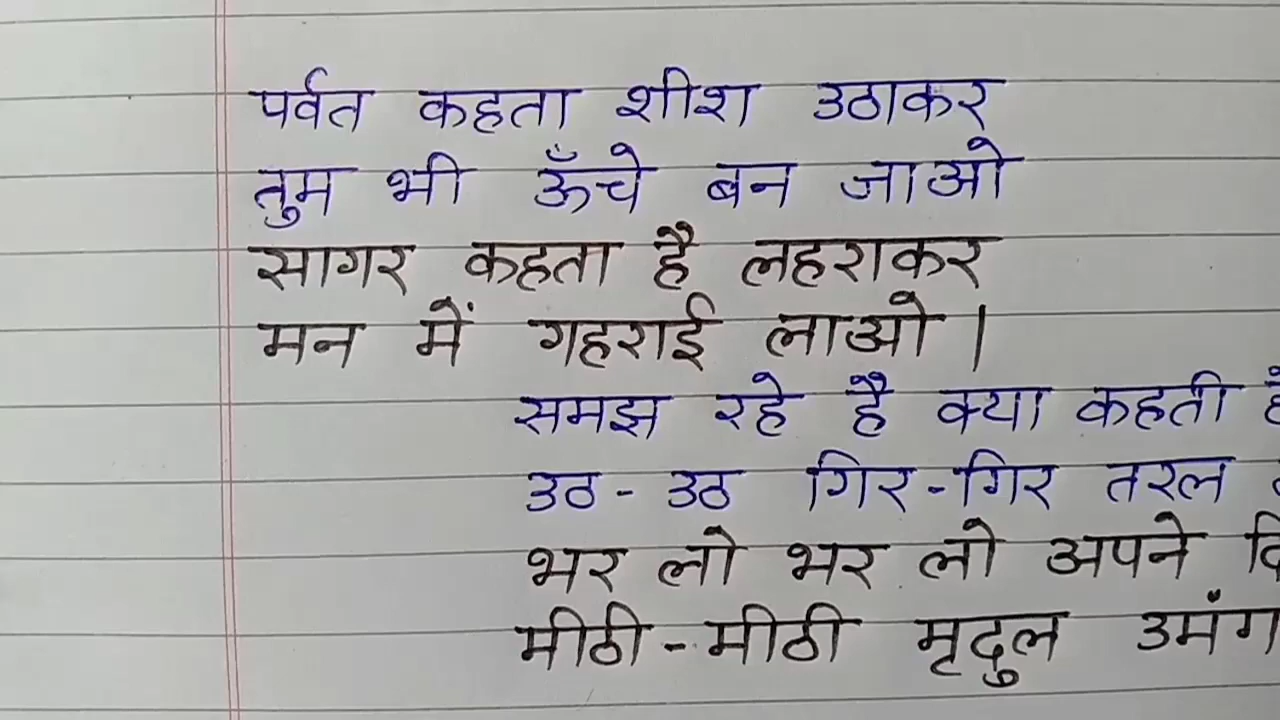 पर्वत कहता शीश उठाकर
तुम भी ऊँचे बन जाओ
सागर कहता है लहराकर
मन में गहराई लाओ।
समझ रहे है क्या कहती
उठ-उठ गिर-गिर तरल
भर लो भर लो अपने
मीठी-मीठी मृदुल उमंग